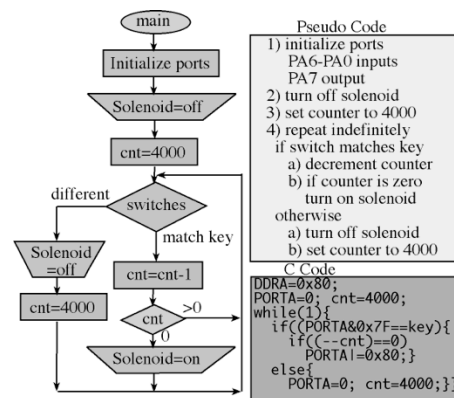 main
Initialize ports
Solenoid=off
cnt=4000
different
switches
match key
Solenoid
=off
cnt=cnt-1
cnt=4000
cnt
>0
0
Solenoid=on
Pseudo Code
1) initialize ports
PA6-PA0 inputs
PA7 output
2) turn off solenoid
3) set counter to 4000
4) repeat indefinitely
if switch matches key
a) decrement counter
b) if counter is zero
turn on solenoid
otherwise
a) turn off solenoid
b) set counter to 4000
C Code
DDRA=0x80;
PORTA=0; cnt=4000;
while(1){
if((PORTA&0x7F==key){
if((--cnt)==0)
PORTA|=0x80;}
else{
PORTA=0; cnt=4000;}}